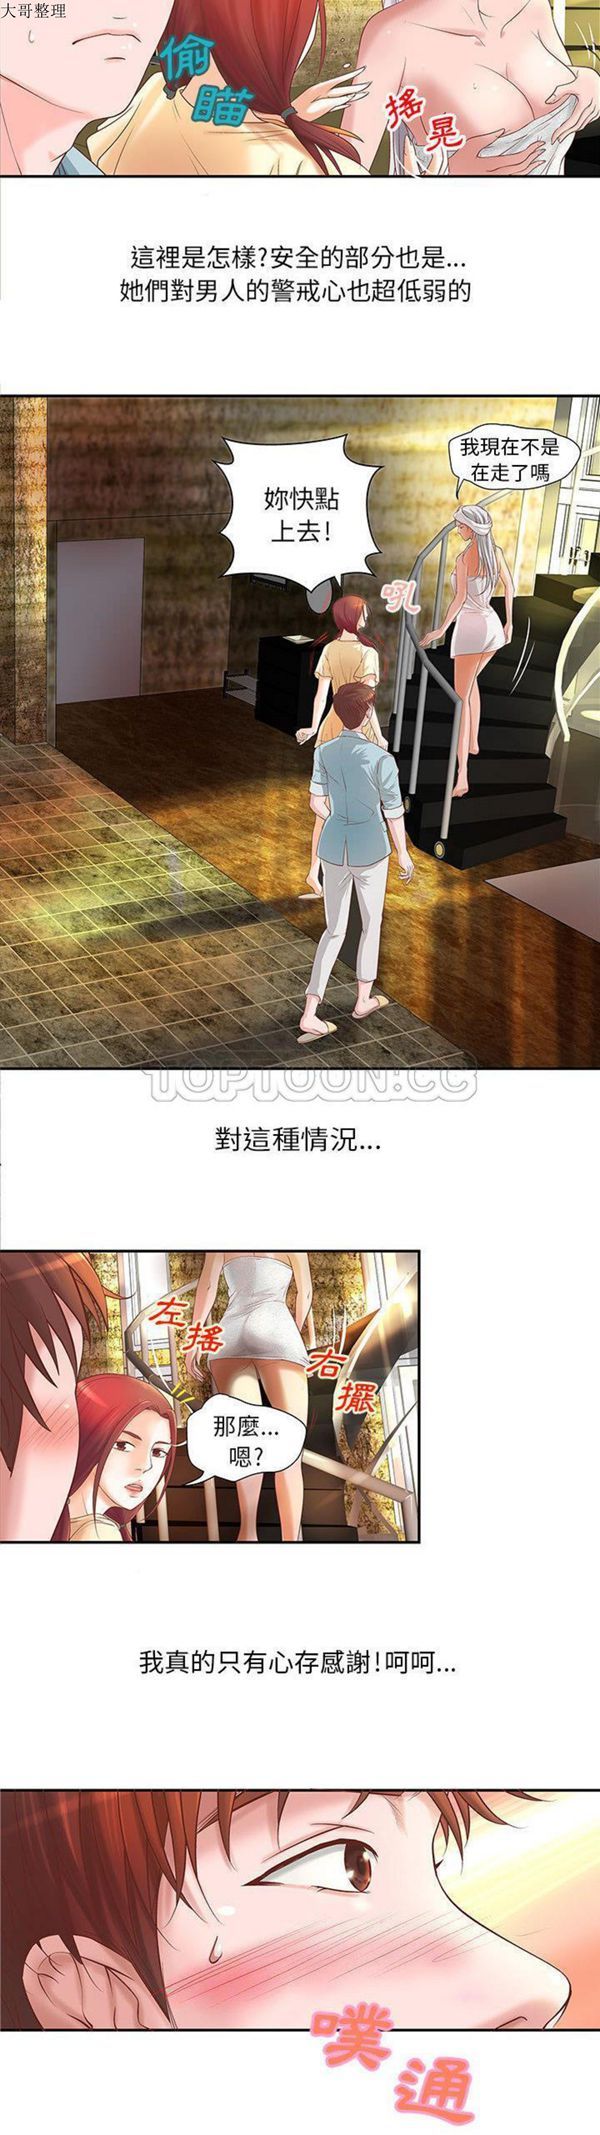 大哥整理
偷
瞄
搖
晃
這裡是怎樣?安全的部分也是...
她們對男人的警戒心也超低弱的
我現在不是
在走了嗎
妳快點
上去!
吼
TOPTOON.CC
對這種情況...
左搖
右擺
那麼...
嗯?
我真的只有心存感謝!呵呵...
噗
通